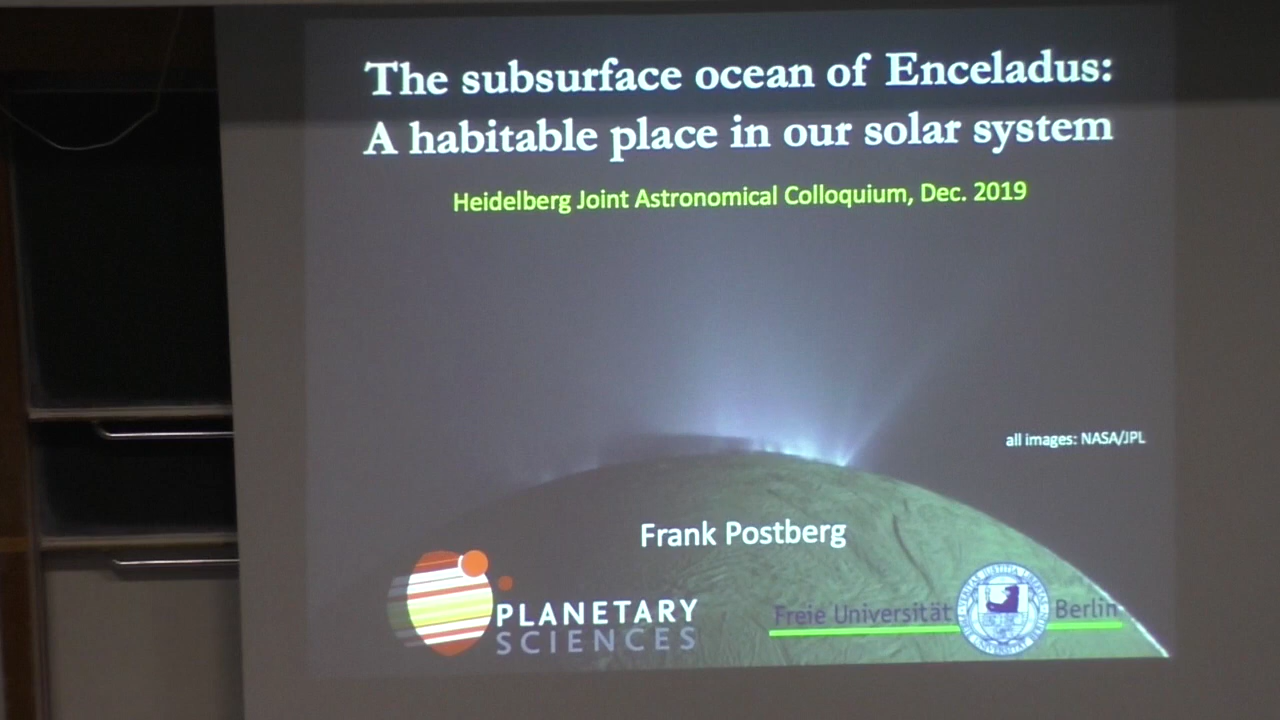 The subsurface ocean of Enceladus:
A habitable place in our solar system
Heidelberg Joint Astronomical Colloquium, Dec. 2019
all images: NASA/JPL
Frank Postberg
PLANETARY
SCIENCES
Freie Universität Berlin